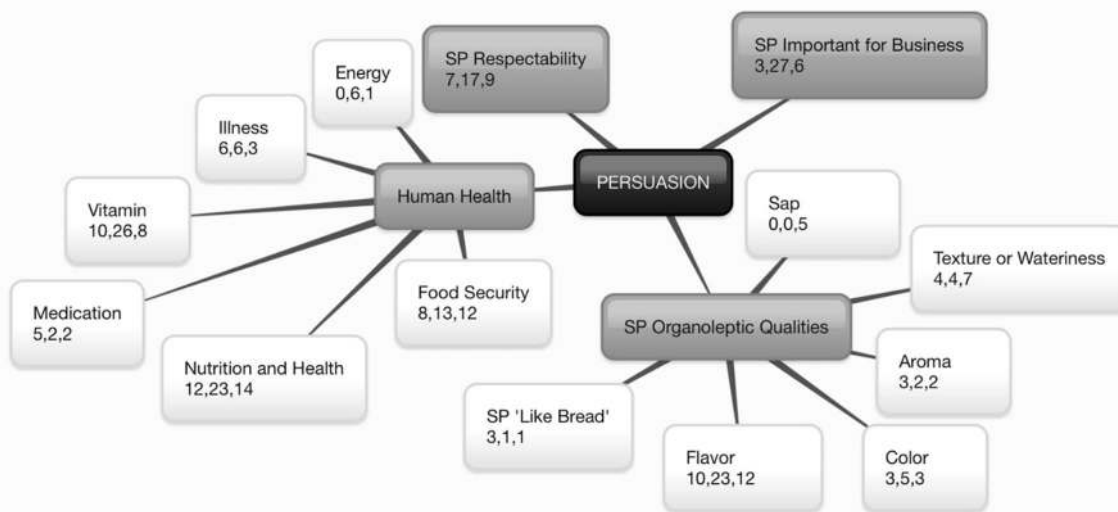 SP Important for Business
3,27,6
SP Respectability
7,17,9
Energy
0,6,1
Illness
6,6,3
PERSUASION
Human Health
Sap
0,0,5
Vitamin
10,26,8
Texture or Wateriness
4,4,7
Food Security
8,13,12
Medication
5,2,2
SP Organoleptic Qualities
Nutrition and Health
12,23,14
Aroma
3,2,2
SP 'Like Bread'
3,1,1
Flavor
10,23,12
Color
3,5,3